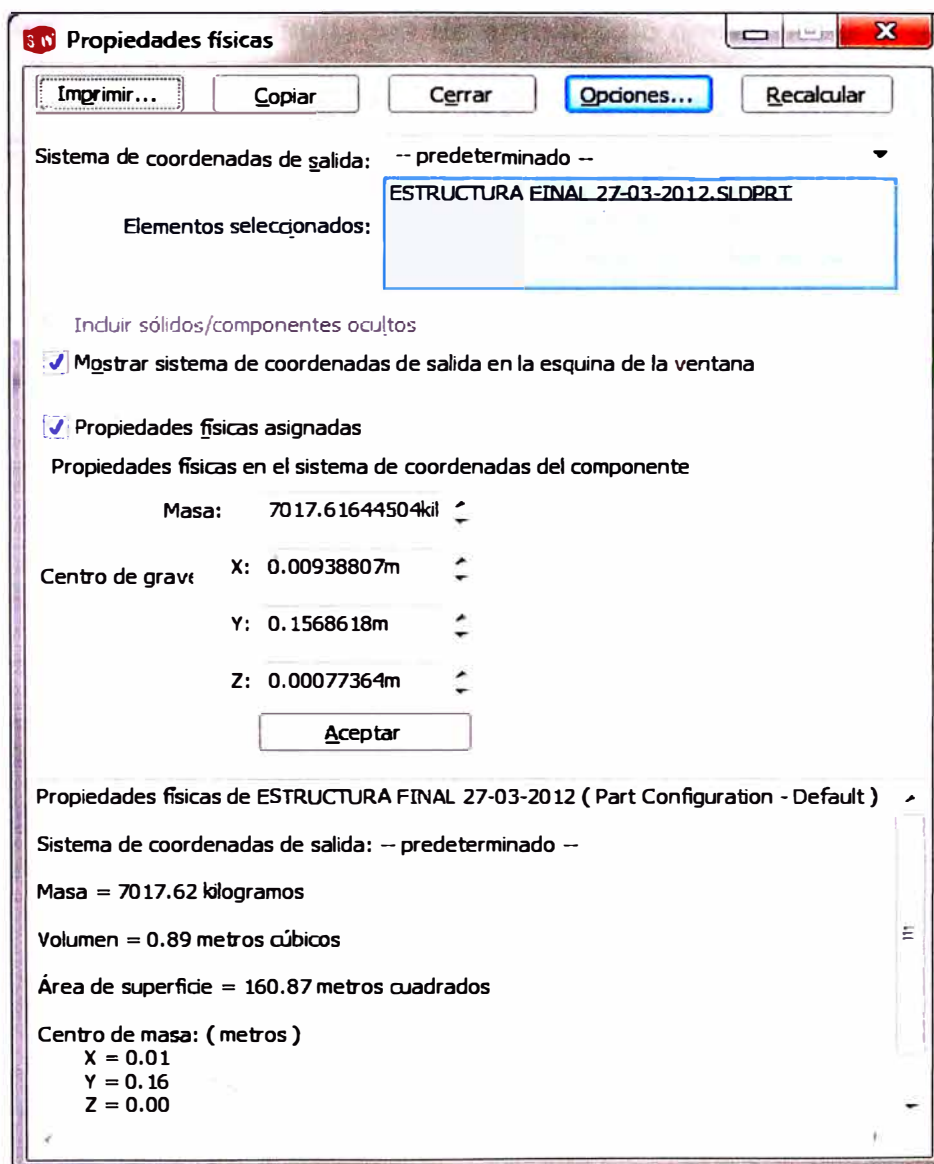 Propiedades físicas
Imprimir... Copiar Cerrar Opciones... Recalcular
Sistema de coordenadas de salida: -- predeterminado --
Elementos seleccionados: ESTRUCTURA FINAL 27-03-2012.SLDPRT
Incluir sólidos/componentes ocultos
Mostrar sistema de coordenadas de salida en la esquina de la ventana
Propiedades físicas asignadas
Propiedades físicas en el sistema de coordenadas del componente
Masa: 7017.61644504kil
Centro de grave X: 0.00938807m
Y: 0.1568618m
Z: 0.00077364m
Aceptar
Propiedades físicas de ESTRUCTURA FINAL 27-03-2012 ( Part Configuration - Default )
Sistema de coordenadas de salida: -- predeterminado --
Masa = 7017.62 kilogramos
Volumen = 0.89 metros cúbicos
Área de superficie = 160.87 metros cuadrados
Centro de masa: ( metros )
X = 0.01
Y = 0.16
Z = 0.00